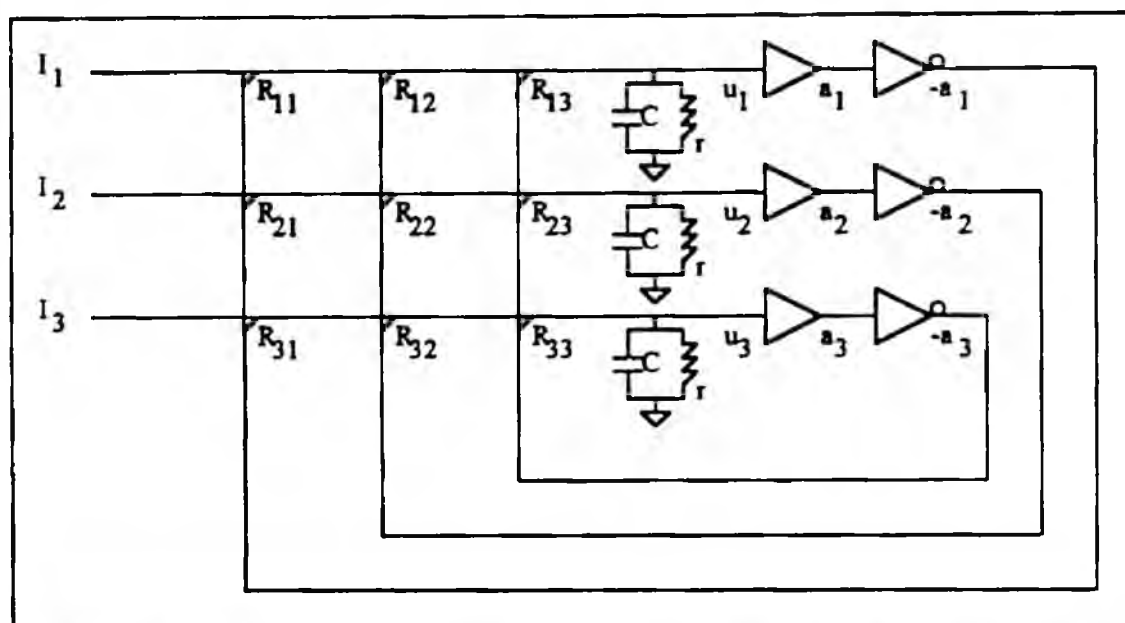 I1
R11 R12 R13 C r u1 a1 -a1
I2
R21 R22 R23 C r u2 a2 -a2
I3
R31 R32 R33 C r u3 a3 -a3